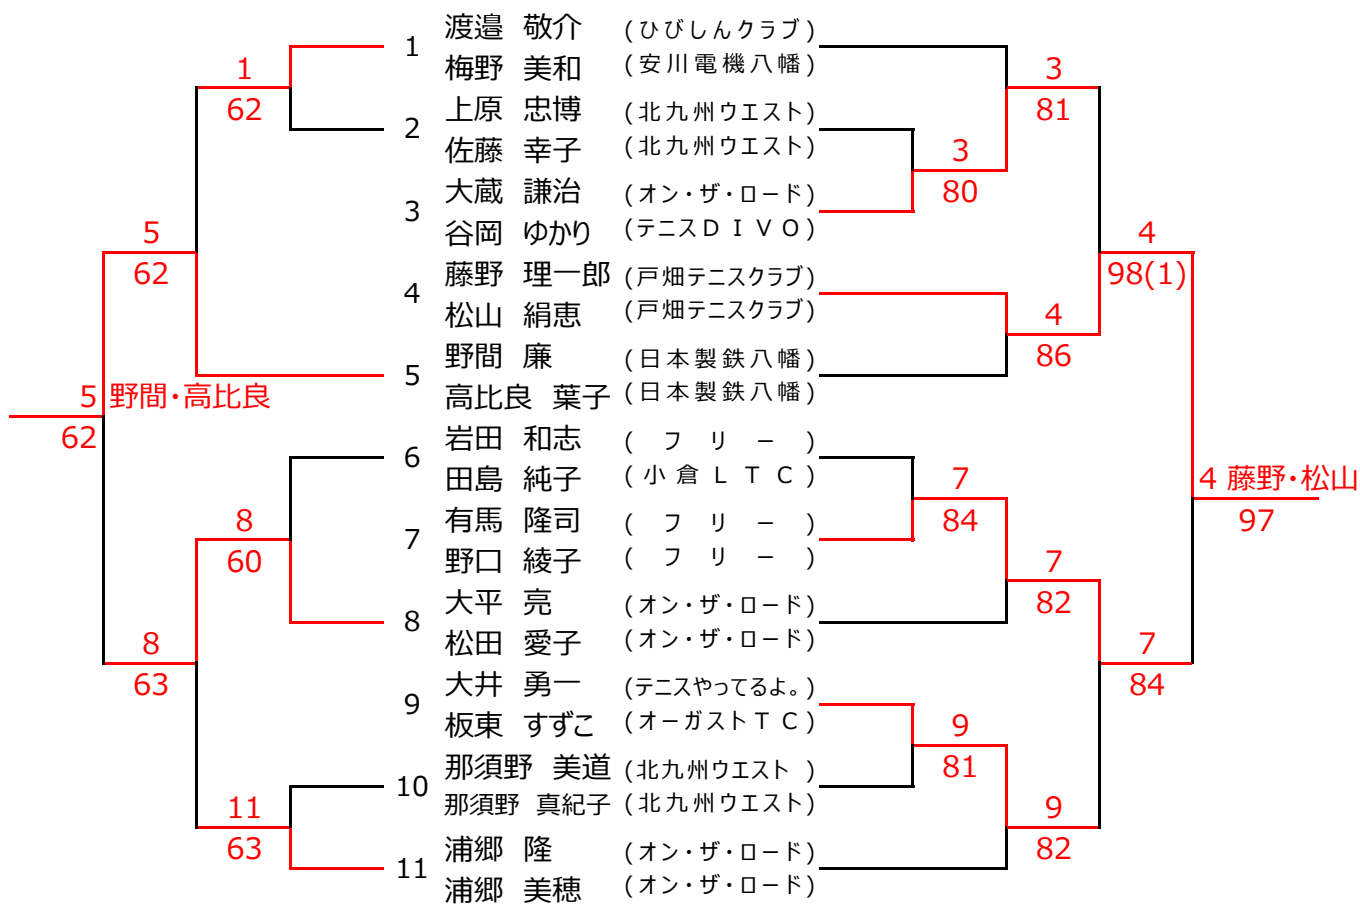 1 渡邉 敬介 (ひびしんクラブ)
梅野 美和 (安川電機八幡)
2 上原 忠博 (北九州ウエスト)
佐藤 幸子 (北九州ウエスト)
3 大蔵 謙治 (オン・ザ・ロード)
谷岡 ゆかり (テニスDIVO)
4 藤野 理一郎 (戸畑テニスクラブ)
松山 絹恵 (戸畑テニスクラブ)
5 野間 廉 (日本製鉄八幡)
高比良 葉子 (日本製鉄八幡)
6 岩田 和志 (フリー)
田島 純子 (小倉LTC)
7 有馬 隆司 (フリー)
野口 綾子 (フリー)
8 大平 亮 (オン・ザ・ロード)
松田 愛子 (オン・ザ・ロード)
9 大井 勇一 (テニスやってるよ。)
板東 すずこ (オーガストTC)
10 那須野 美道 (北九州ウエスト )
那須野 真紀子 (北九州ウエスト)
11 浦郷 隆 (オン・ザ・ロード)
浦郷 美穂 (オン・ザ・ロード)
1
62
5
62
5 野間・高比良
62
8
60
8
63
11
63
3
81
3
80
4
98(1)
4
86
7
84
4 藤野・松山
97
7
82
7
84
9
81
9
82